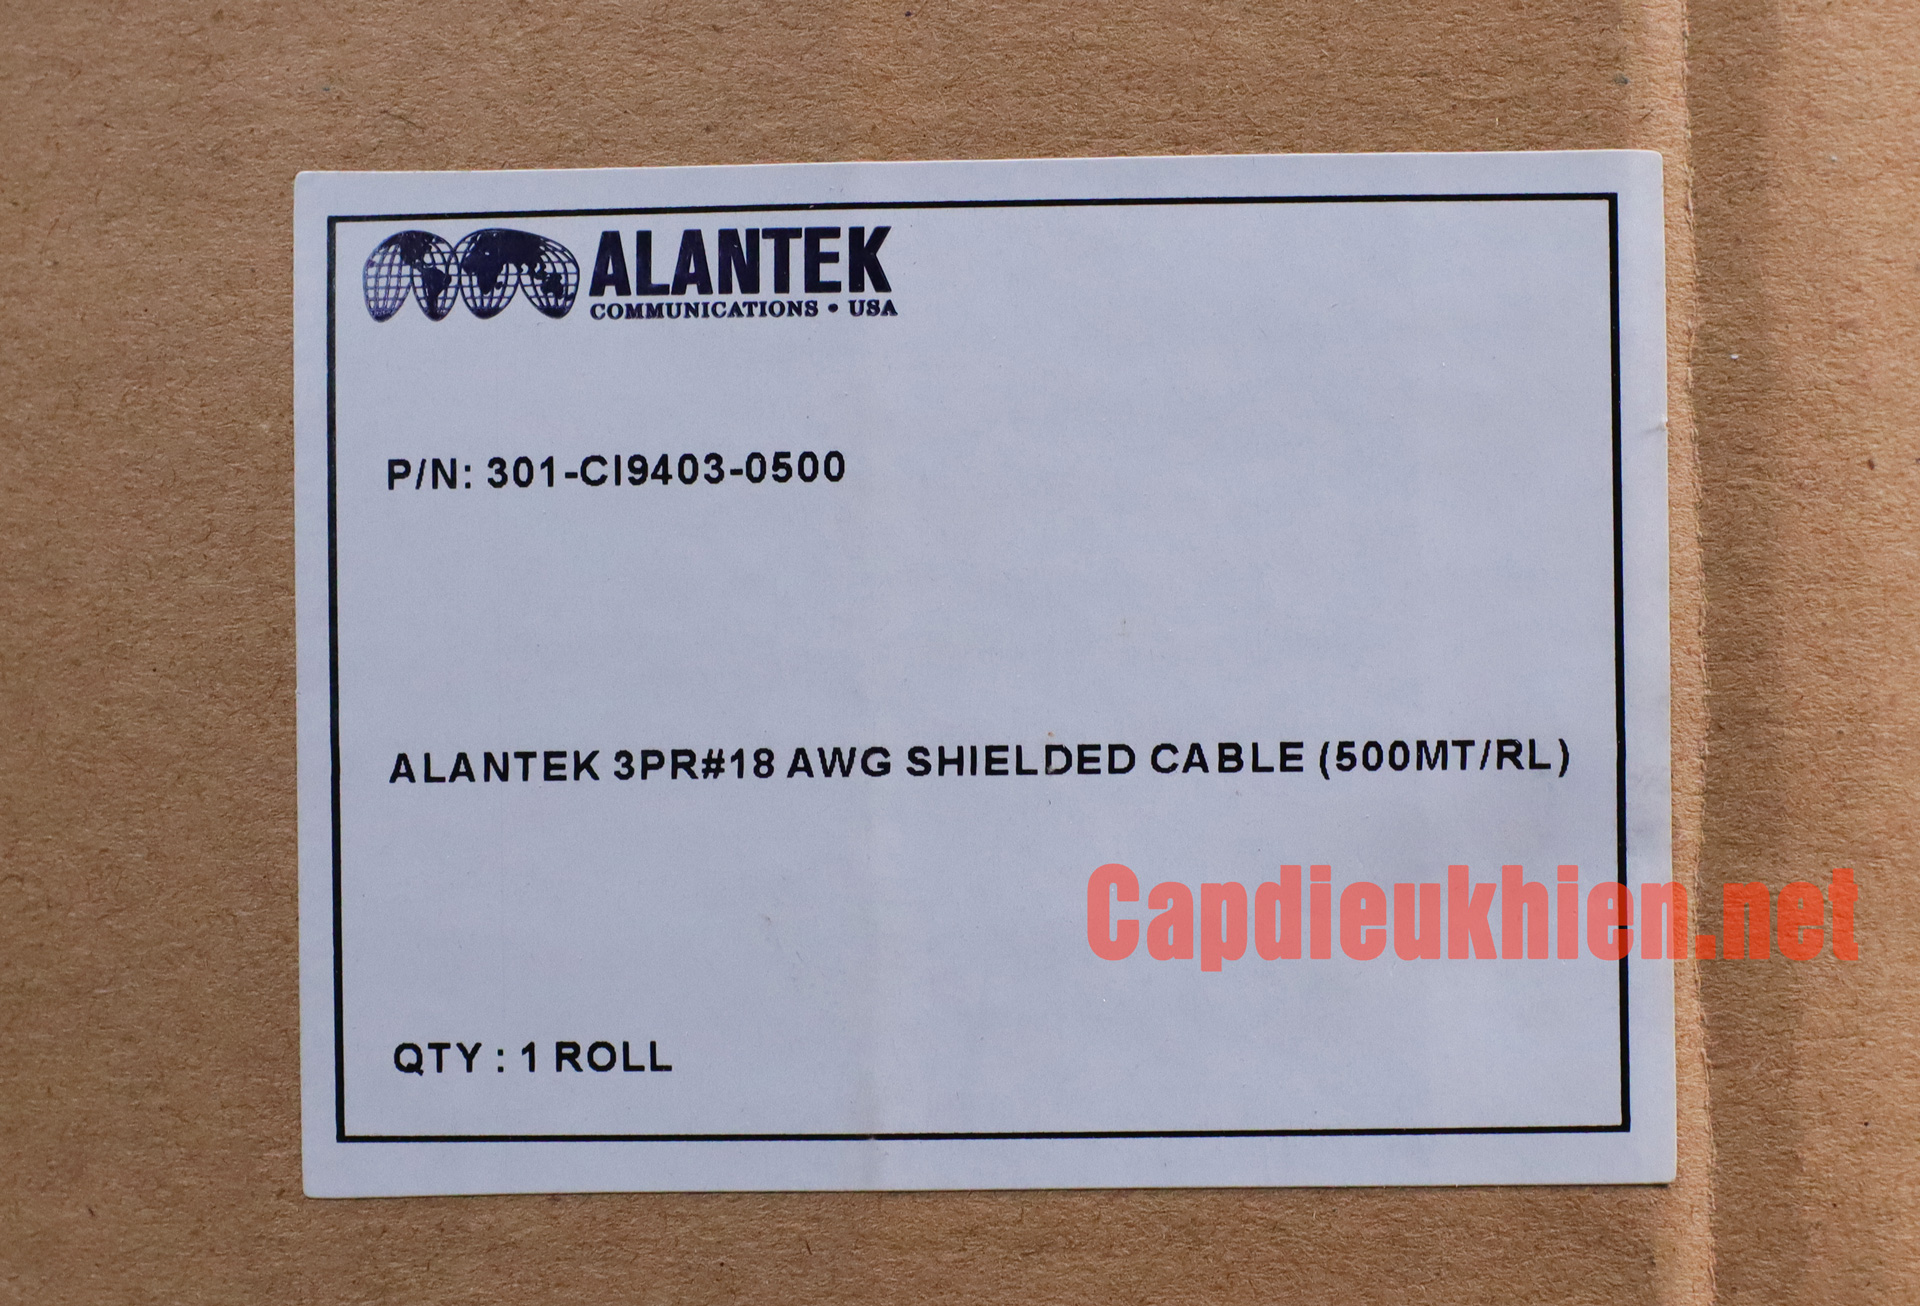 ALANTEK
COMMUNICATIONS • USA
P/N: 301-CI9403-0500
ALANTEK 3PR#18 AWG SHIELDED CABLE (500MT/RL)
Capdieukhien.net
QTY : 1 ROLL